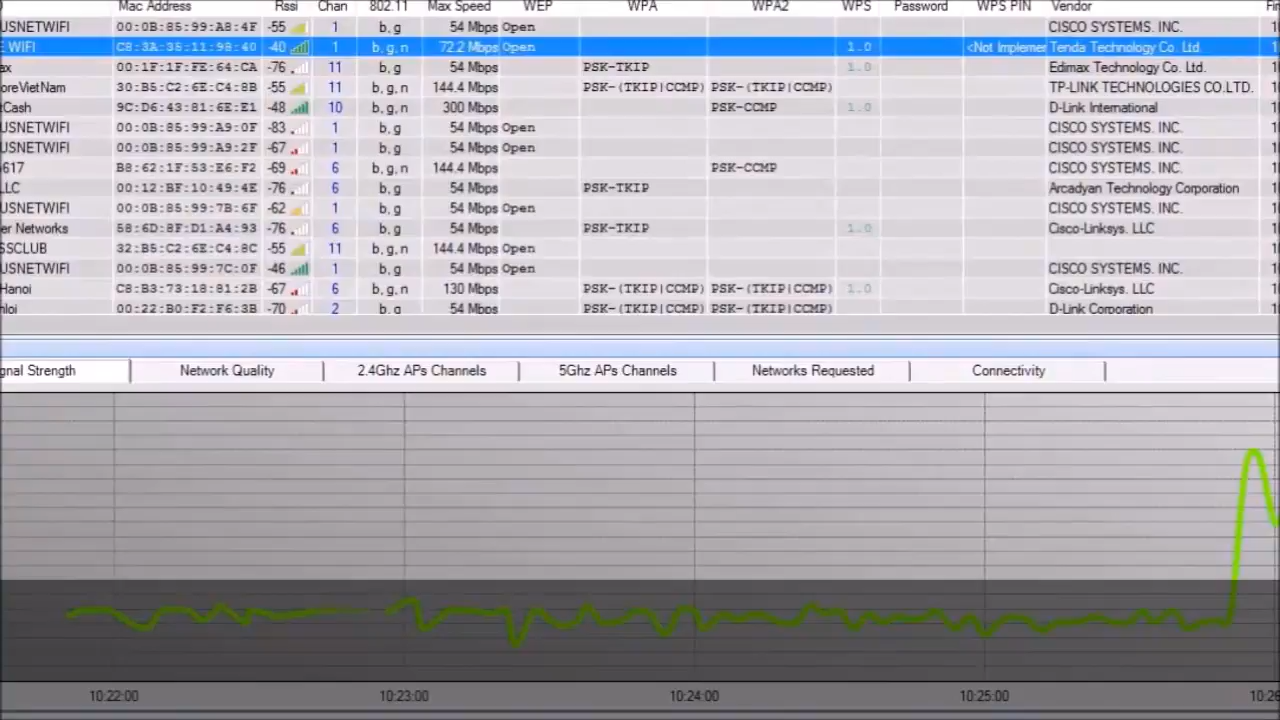 Mac Address Rssi Chan 802.11 Max Speed WEP WPA WPA2 WPS Password WPS PIN Vendor
USNETWIFI 00:0B:85:99:A8:4F -55 1 b,g 54 Mbps Open CISCO SYSTEMS. INC.
E WIFI C8:3A:35:11:98:40 -40 1 b,g,n 72.2 Mbps Open 1.0 <Not Implemer Tenda Technology Co. Ltd.
ax 00:1F:1F:FE:64:CA -76 11 b,g 54 Mbps PSK-TKIP 1.0 Edimax Technology Co. Ltd.
oreVietNam 30:B5:C2:6E:C4:8B -55 11 b,g,n 144.4 Mbps PSK-(TKIP|CCMP) PSK-(TKIP|CCMP) TP-LINK TECHNOLOGIES CO.LTD.
tCash 9C:D6:43:81:6E:E1 -48 10 b,g,n 300 Mbps PSK-CCMP 1.0 D-Link International
USNETWIFI 00:0B:85:99:A9:0F -83 1 b,g 54 Mbps Open CISCO SYSTEMS. INC.
USNETWIFI 00:0B:85:99:A9:2F -67 1 b,g 54 Mbps Open CISCO SYSTEMS. INC.
617 B8:62:1F:53:E6:F2 -69 6 b,g,n 144.4 Mbps PSK-CCMP CISCO SYSTEMS. INC.
LLC 00:12:BF:10:49:4E -76 6 b,g 54 Mbps PSK-TKIP Arcadyan Technology Corporation
USNETWIFI 00:0B:85:99:7B:6F -62 1 b,g 54 Mbps Open CISCO SYSTEMS. INC.
er Networks 58:6D:8F:D1:A4:93 -76 6 b,g 54 Mbps PSK-TKIP 1.0 Cisco-Linksys. LLC
SSCLUB 32:B5:C2:6E:C4:8C -55 11 b,g,n 144.4 Mbps Open
USNETWIFI 00:0B:85:99:7C:0F -46 1 b,g 54 Mbps Open CISCO SYSTEMS. INC.
Hanoi C8:B3:73:18:81:2B -67 6 b,g,n 130 Mbps PSK-(TKIP|CCMP) PSK-(TKIP|CCMP) 1.0 Cisco-Linksys. LLC
hloi 00:22:B0:F2:F6:3B -70 2 b,g 54 Mbps PSK-(TKIP|CCMP) PSK-(TKIP|CCMP) D-Link Corporation
gnal Strength Network Quality 2.4Ghz APs Channels 5Ghz APs Channels Networks Requested Connectivity
10:22:00 10:23:00 10:24:00 10:25:00 10:26